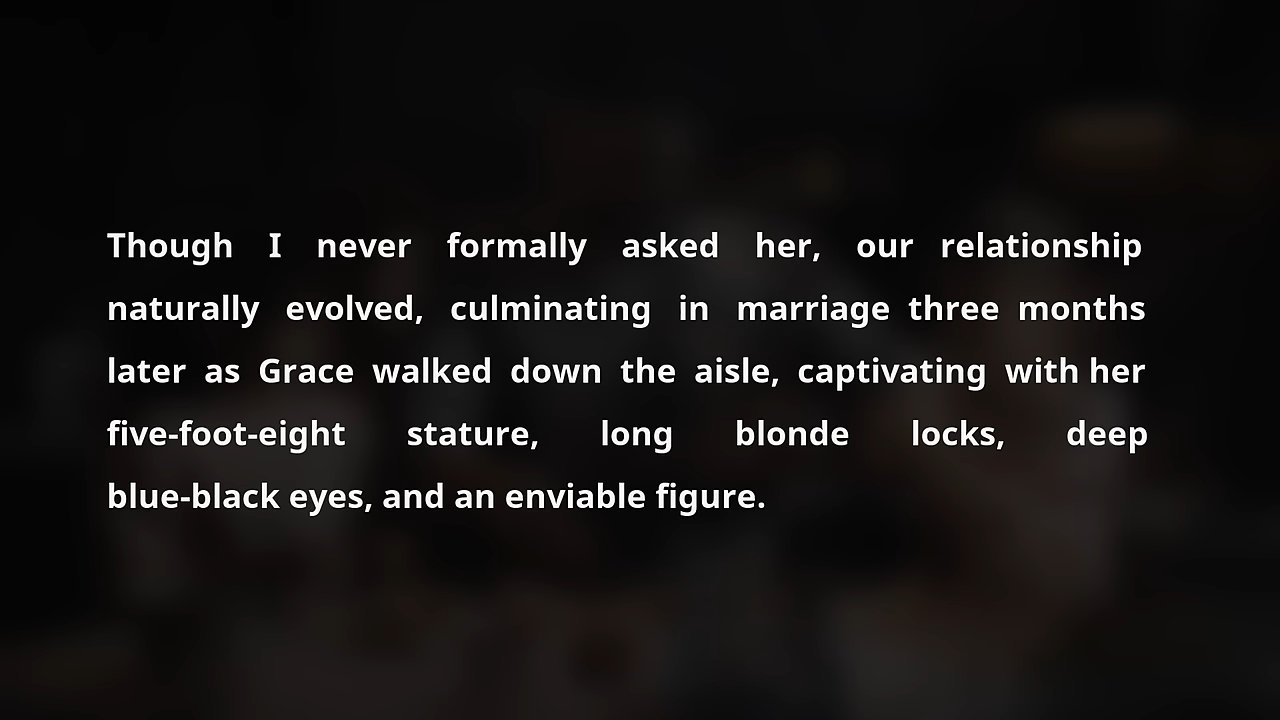 Though I never formally asked her, our relationship
naturally evolved, culminating in marriage three months
later as Grace walked down the aisle, captivating with her
five-foot-eight stature, long blonde locks, deep
blue-black eyes, and an enviable figure.